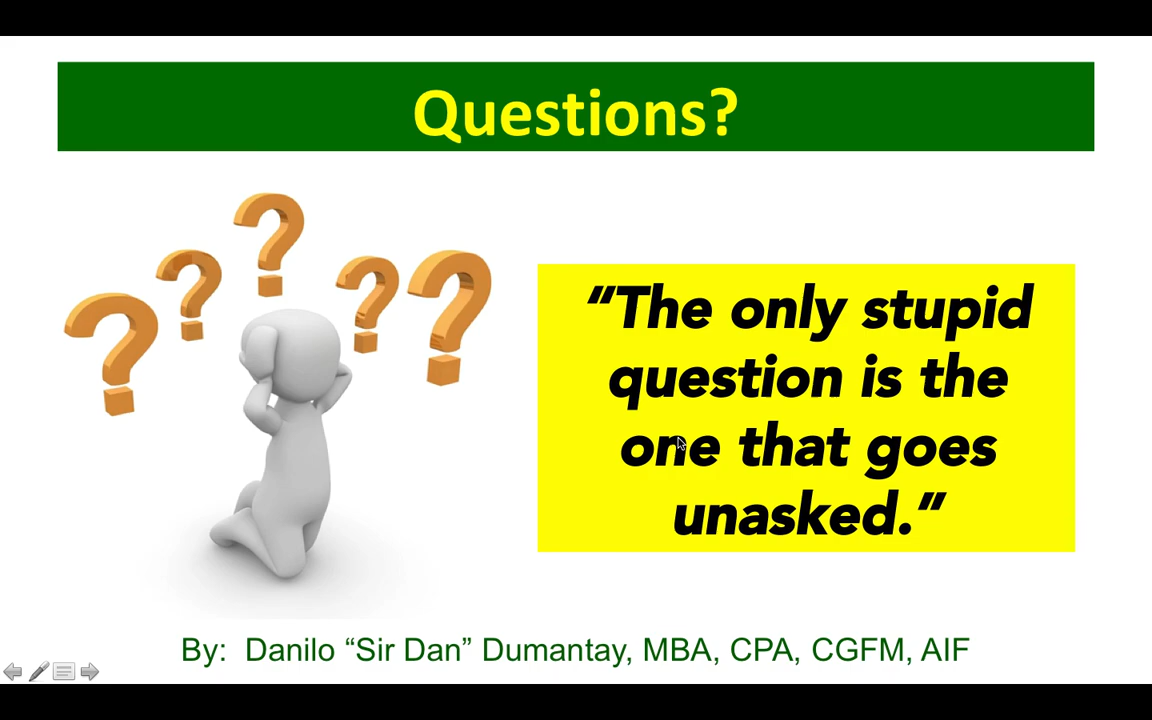 Questions?
“The only stupid
question is the
one that goes
unasked.“
By: Danilo “Sir Dan” Dumantay, MBA, CPA, CGFM, AIF